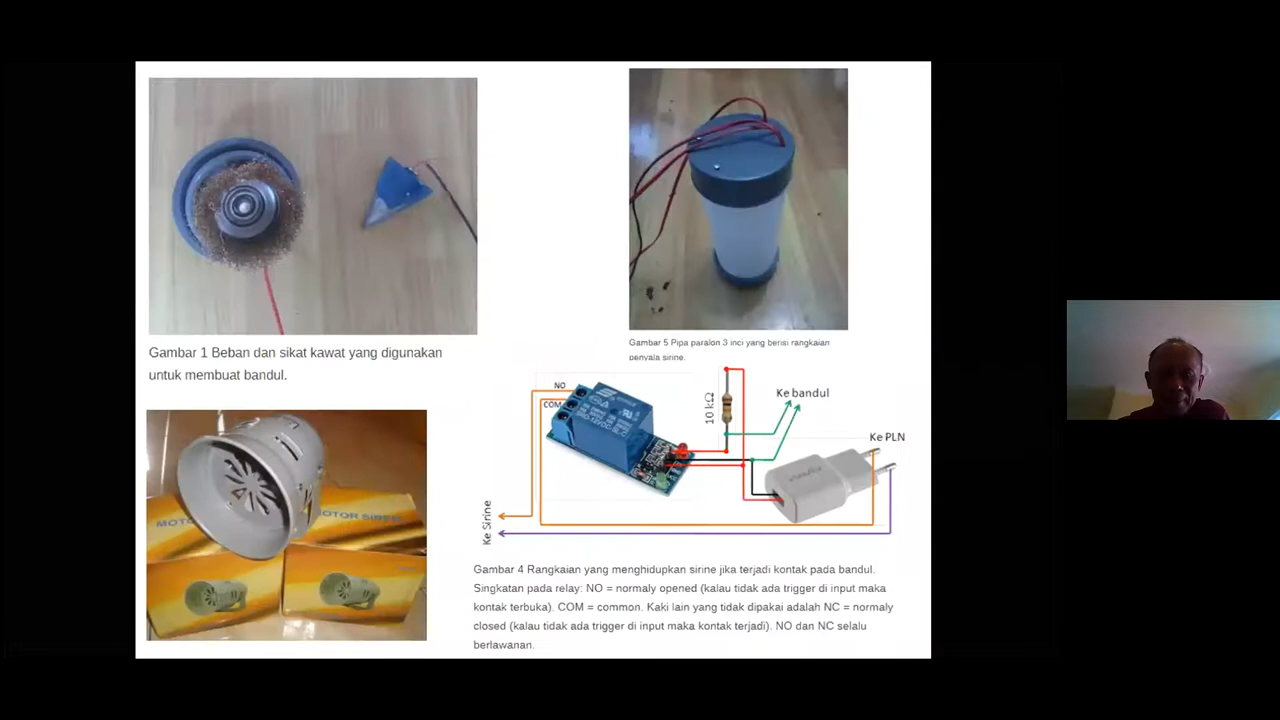 Gambar 1 Beban dan sikat kawat yang digunakan
untuk membuat bandul.
MOTOR SIREN
Gambar 5 Pipa paralon 3 inci yang berisi rangkaian
penyala sirine.
NO
COM
10 kΩ
Ke bandul
Ke PLN
Ke Sirine
Gambar 4 Rangkaian yang menghidupkan sirine jika terjadi kontak pada bandul.
Singkatan pada relay: NO = normaly opened (kalau tidak ada trigger di input maka
kontak terbuka). COM = common. Kaki lain yang tidak dipakai adalah NC = normaly
closed (kalau tidak ada trigger di input maka kontak terjadi). NO dan NC selalu
berlawanan.